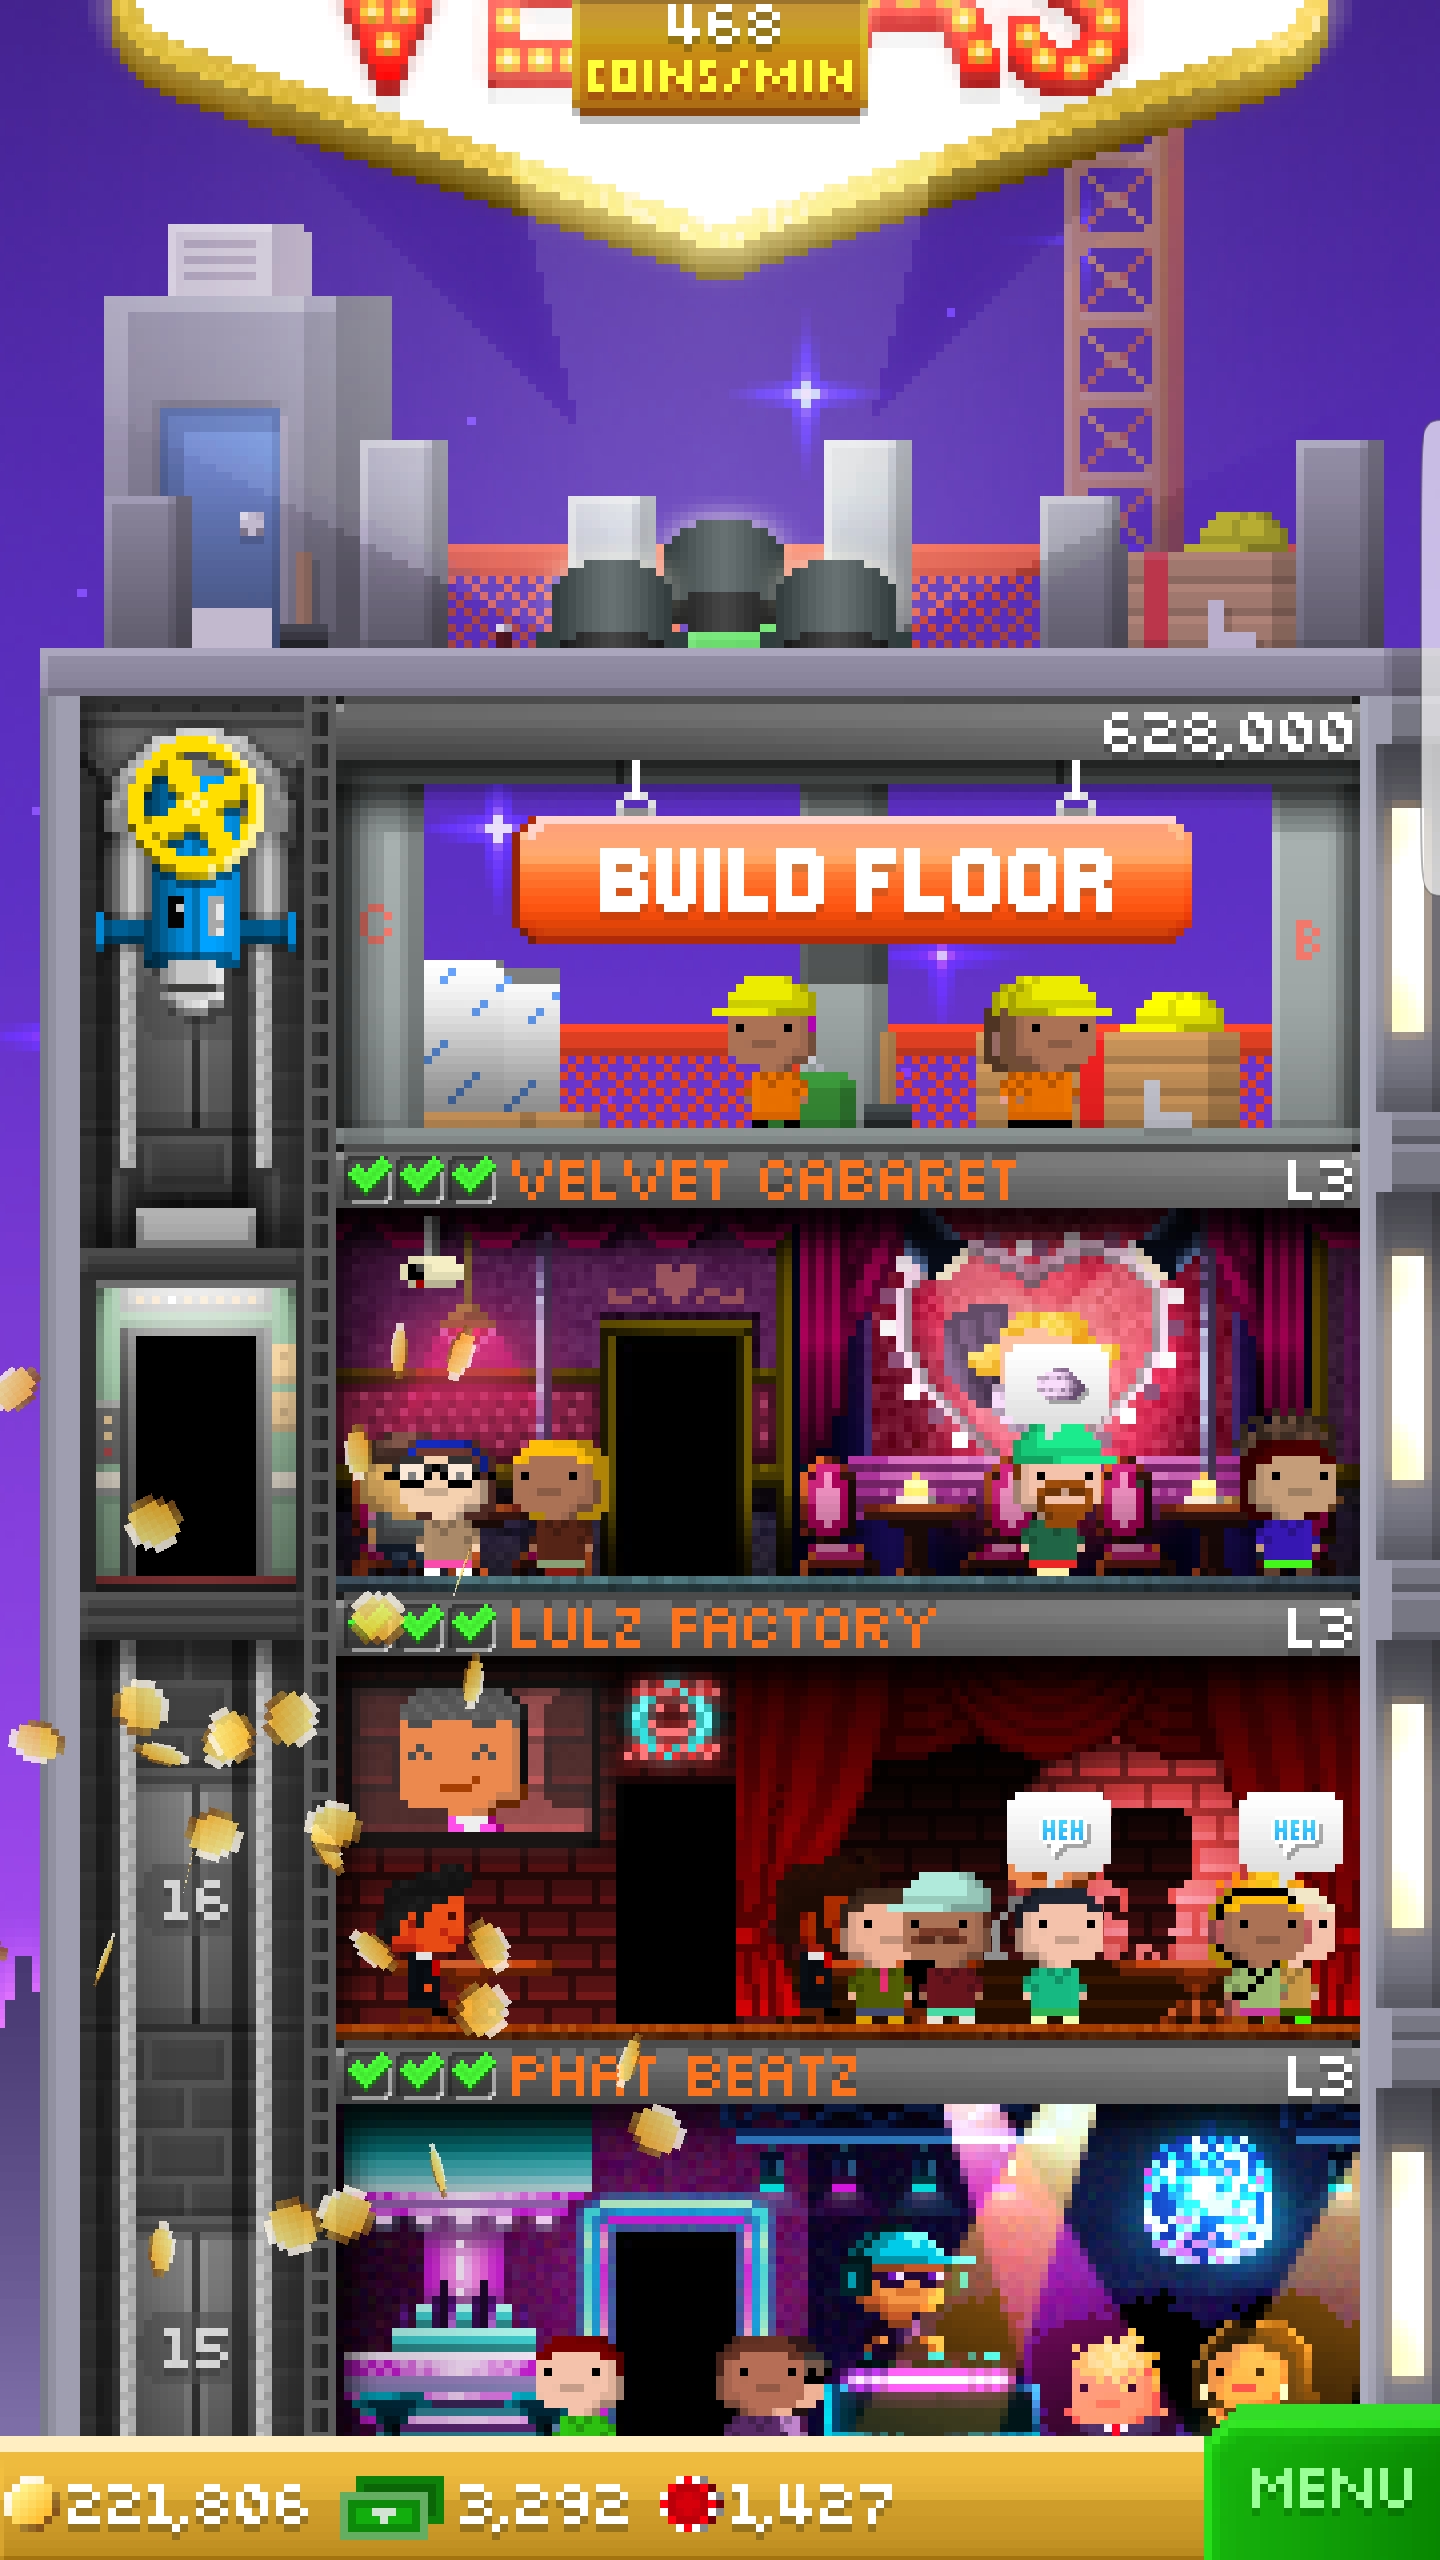 468
COINS/MIN
628,000
BUILD FLOOR
C
B
VELVET CABARET L3
LULZ FACTORY L3
HEH HEH
16
PHAT BEATZ L3
15
221,806 3,292 1,427 MENU